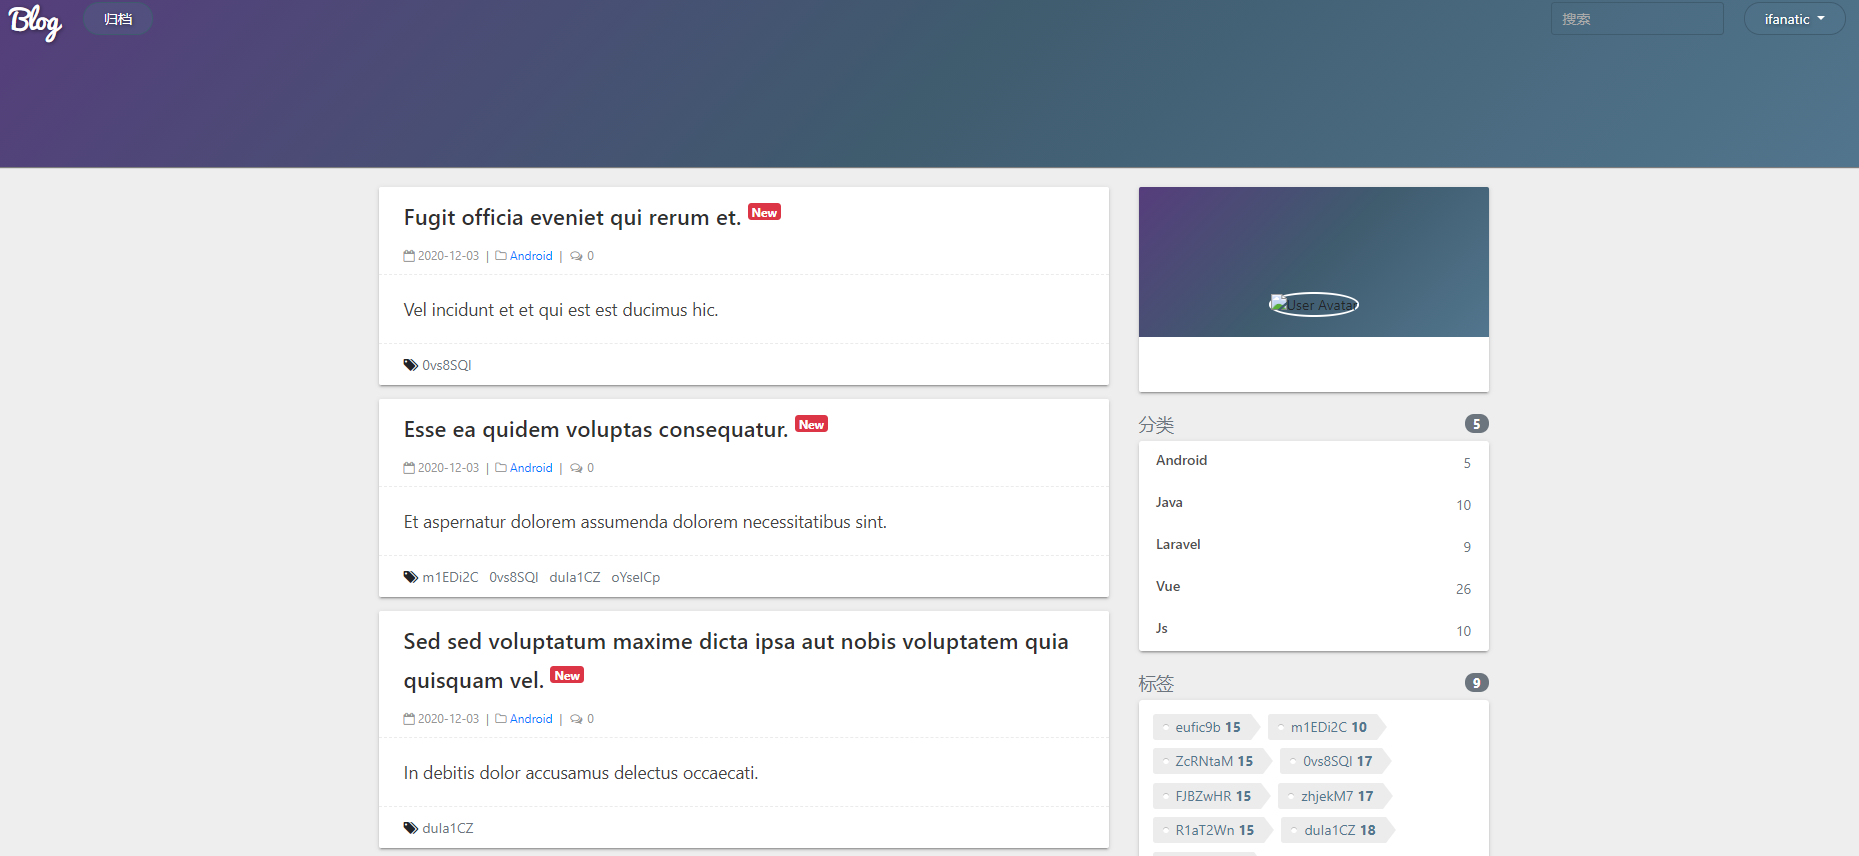 Blog
归档
搜索
ifanatic
Fugit officia eveniet qui rerum et. New
2020-12-03 | Android | 0
Vel incidunt et et qui est est ducimus hic.
0vs8SQI
Esse ea quidem voluptas consequatur. New
2020-12-03 | Android | 0
Et aspernatur dolorem assumenda dolorem necessitatibus sint.
m1EDi2C 0vs8SQI dula1CZ oYselCp
Sed sed voluptatum maxime dicta ipsa aut nobis voluptatem quia
quisquam vel. New
2020-12-03 | Android | 0
In debitis dolor accusamus delectus occaecati.
dula1CZ
User Avatar
分类 5
Android 5
Java 10
Laravel 9
Vue 26
Js 10
标签 9
eufic9b 15 m1EDi2C 10
ZcRNtaM 15 0vs8SQI 17
FJBZwHR 15 zhjekM7 17
R1aT2Wn 15 dula1CZ 18